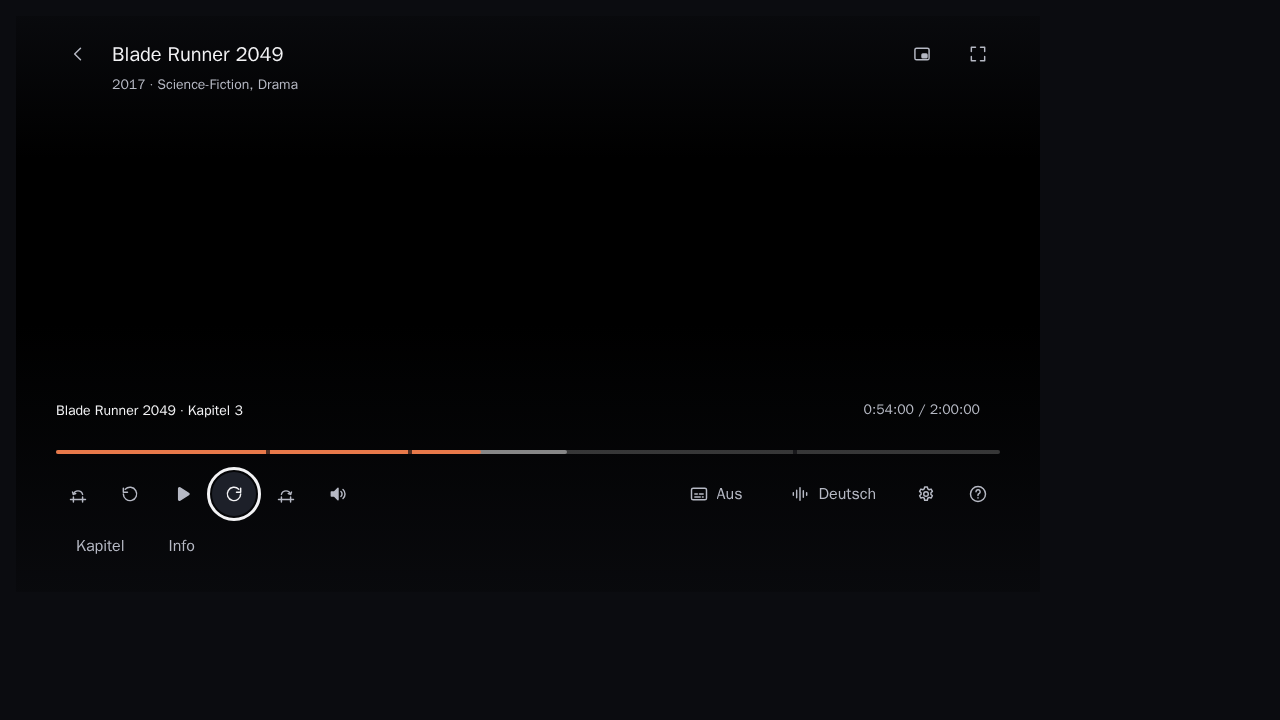 Blade Runner 2049
2017 · Science-Fiction, Drama
Blade Runner 2049 · Kapitel 3
0:54:00 / 2:00:00
Aus
Deutsch
Kapitel
Info